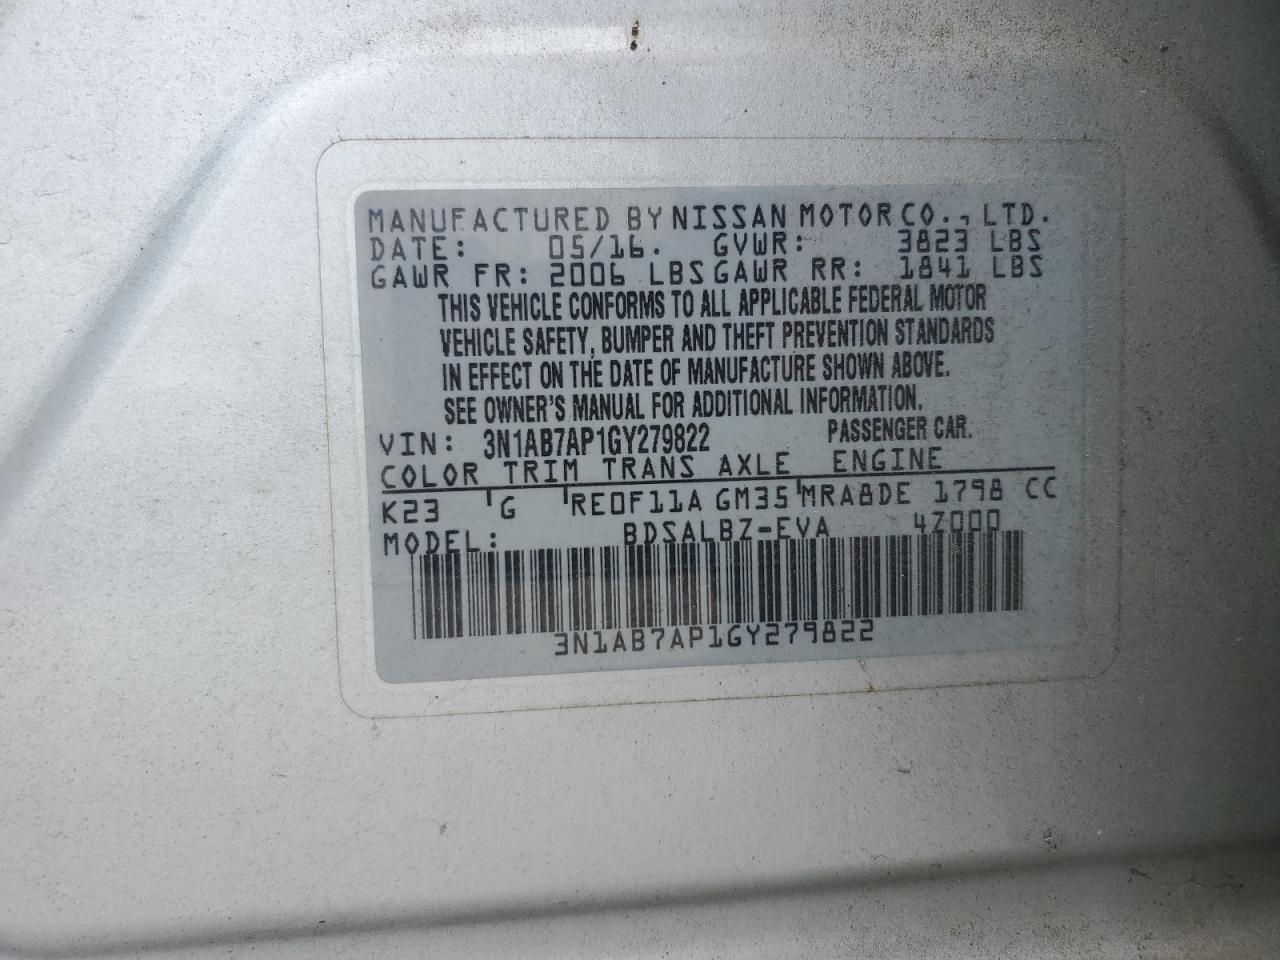 MANUFACTURED BY NISSAN MOTOR CO., LTD.
DATE: 05/16. GVWR: 3823 LBS
GAWR FR: 2006 LBS GAWR RR: 1841 LBS
THIS VEHICLE CONFORMS TO ALL APPLICABLE FEDERAL MOTOR
VEHICLE SAFETY, BUMPER AND THEFT PREVENTION STANDARDS
IN EFFECT ON THE DATE OF MANUFACTURE SHOWN ABOVE.
SEE OWNER'S MANUAL FOR ADDITIONAL INFORMATION.
VIN: 3N1AB7AP1GY279822 PASSENGER CAR.
COLOR TRIM TRANS AXLE ENGINE
K23 G RE0F11A GM35 MRA8DE 1798 CC
MODEL: BDSALBZ-EVA 4Z000
3N1AB7AP1GY279822